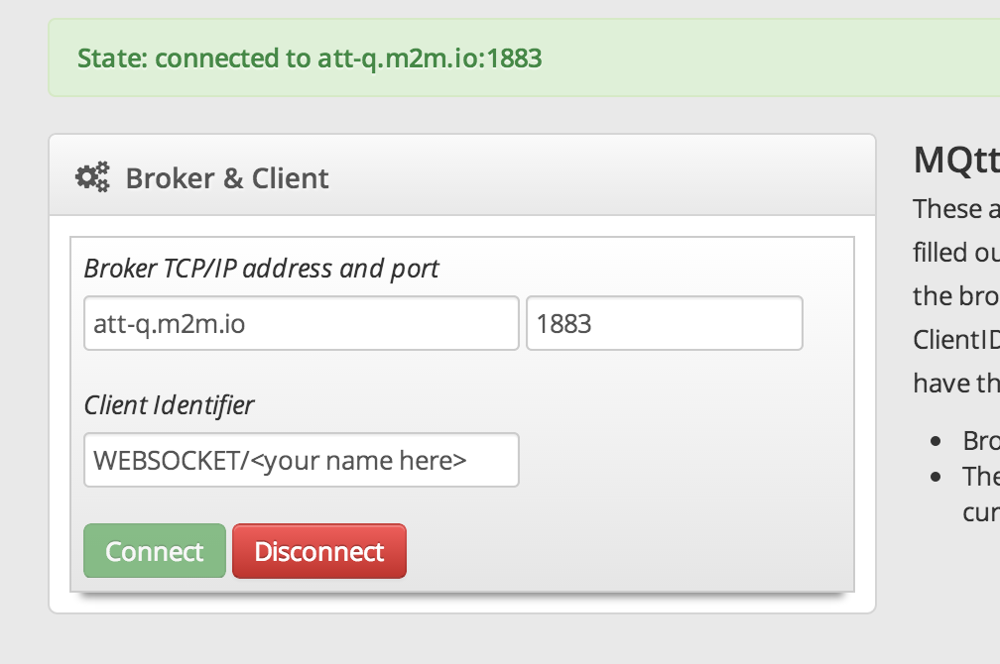 State: connected to att-q.m2m.io:1883
Broker & Client
Broker TCP/IP address and port
att-q.m2m.io
1883
Client Identifier
WEBSOCKET/<your name here>
Connect
Disconnect
MQtt
These a
filled ou
the bro
ClientID
have th
Bro
The
cur